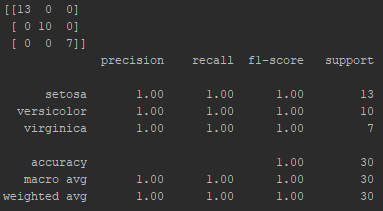 [[13  0  0]
 [ 0 10  0]
 [ 0  0  7]]
              precision    recall  f1-score   support

      setosa       1.00      1.00      1.00        13
  versicolor       1.00      1.00      1.00        10
   virginica       1.00      1.00      1.00         7

    accuracy                           1.00        30
   macro avg       1.00      1.00      1.00        30
weighted avg       1.00      1.00      1.00        30